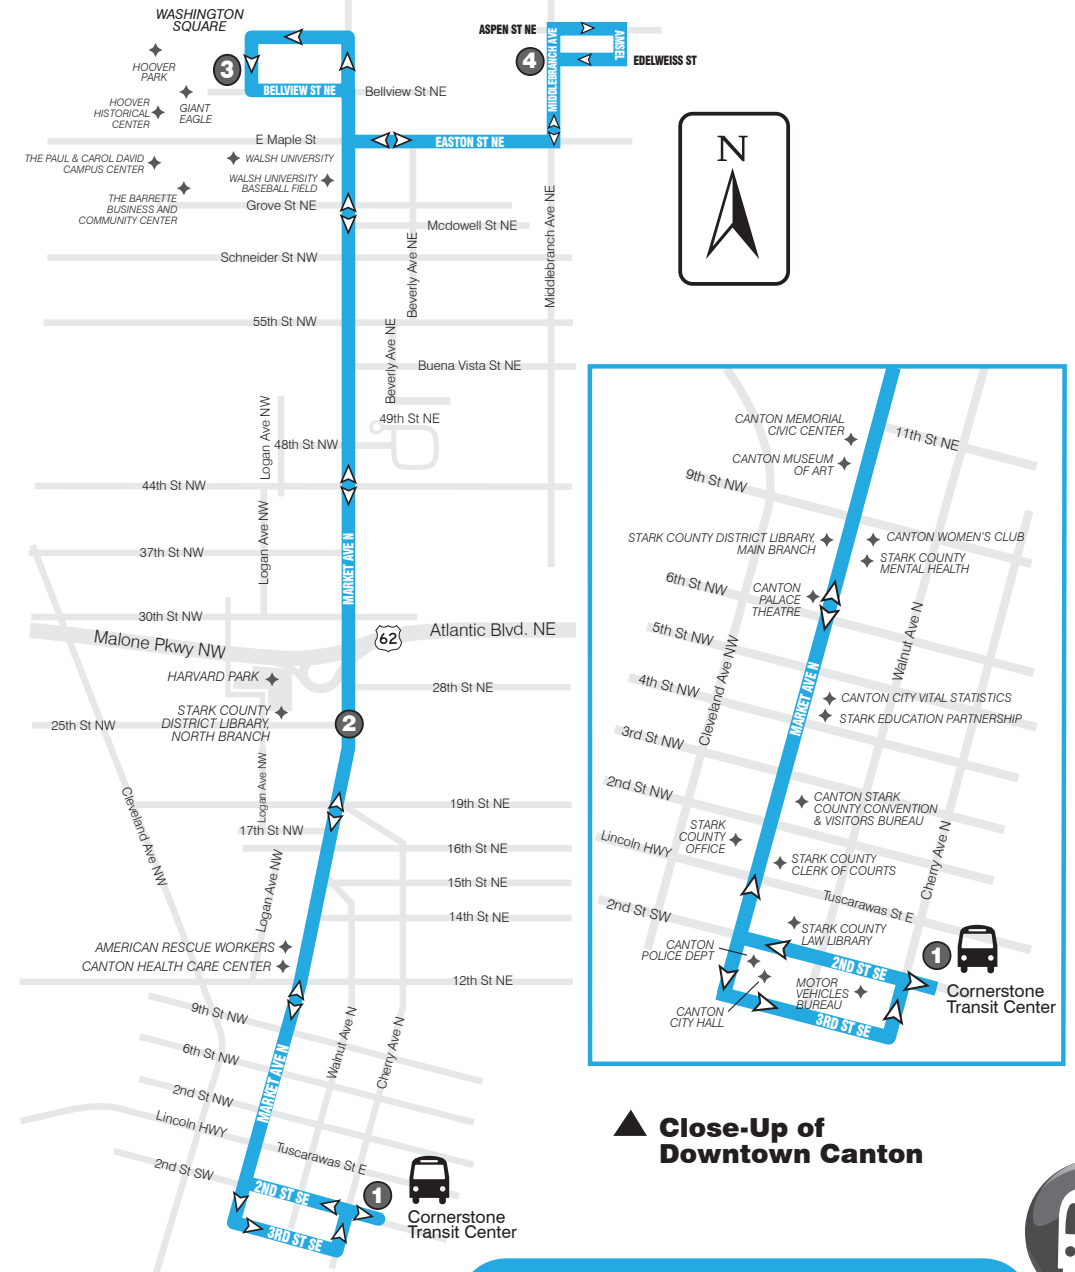 WASHINGTON
SQUARE
ASPEN ST NE
AMSEL
EDELWEISS ST
MIDDLEBRANCH AVE
4
3
HOOVER
PARK
BELLVIEW ST NE
Bellview St NE
HOOVER
HISTORICAL
CENTER
GIANT
EAGLE
E Maple St
EASTON ST NE
THE PAUL & CAROL DAVID
CAMPUS CENTER
WALSH UNIVERSITY
WALSH UNIVERSITY
BASEBALL FIELD
THE BARRETTE
BUSINESS AND
COMMUNITY CENTER
Grove St NE
Mcdowell St NE
Beverly Ave NE
Middlebranch Ave NE
Schneider St NW
55th St NW
Beverly Ave NE
Buena Vista St NE
49th St NE
Logan Ave NW
48th St NW
44th St NW
Logan Ave NW
37th St NW
MARKET AVE N
30th St NW
Malone Pkwy NW
62
Atlantic Blvd. NE
HARVARD PARK
28th St NE
STARK COUNTY
DISTRICT LIBRARY,
NORTH BRANCH
25th St NW
2
Logan Ave NW
Cleveland Ave NW
19th St NE
17th St NW
16th St NE
Logan Ave NW
15th St NE
14th St NE
AMERICAN RESCUE WORKERS
CANTON HEALTH CARE CENTER
12th St NE
9th St NW
6th St NW
Walnut Ave N
Cherry Ave N
MARKET AVE N
2nd St NW
Lincoln HWY
Tuscarawas St E
2nd St SW
2ND ST SE
3RD ST SE
1
Cornerstone
Transit Center
N
CANTON MEMORIAL
CIVIC CENTER
11th St NE
CANTON MUSEUM
OF ART
9th St NW
STARK COUNTY DISTRICT LIBRARY,
MAIN BRANCH
CANTON WOMEN'S CLUB
STARK COUNTY
MENTAL HEALTH
6th St NW
CANTON
PALACE
THEATRE
5th St NW
Walnut Ave N
Cleveland Ave NW
4th St NW
MARKET AVE N
CANTON CITY VITAL STATISTICS
STARK EDUCATION PARTNERSHIP
3rd St NW
2nd St NW
CANTON STARK
COUNTY CONVENTION
& VISITORS BUREAU
STARK
COUNTY
OFFICE
Lincoln HWY
STARK COUNTY
CLERK OF COURTS
Cherry Ave N
Tuscarawas St E
2nd St SW
STARK COUNTY
LAW LIBRARY
CANTON
POLICE DEPT
2ND ST SE
1
MOTOR
VEHICLES
BUREAU
Cornerstone
Transit Center
CANTON
CITY HALL
3RD ST SE
Close-Up of
Downtown Canton